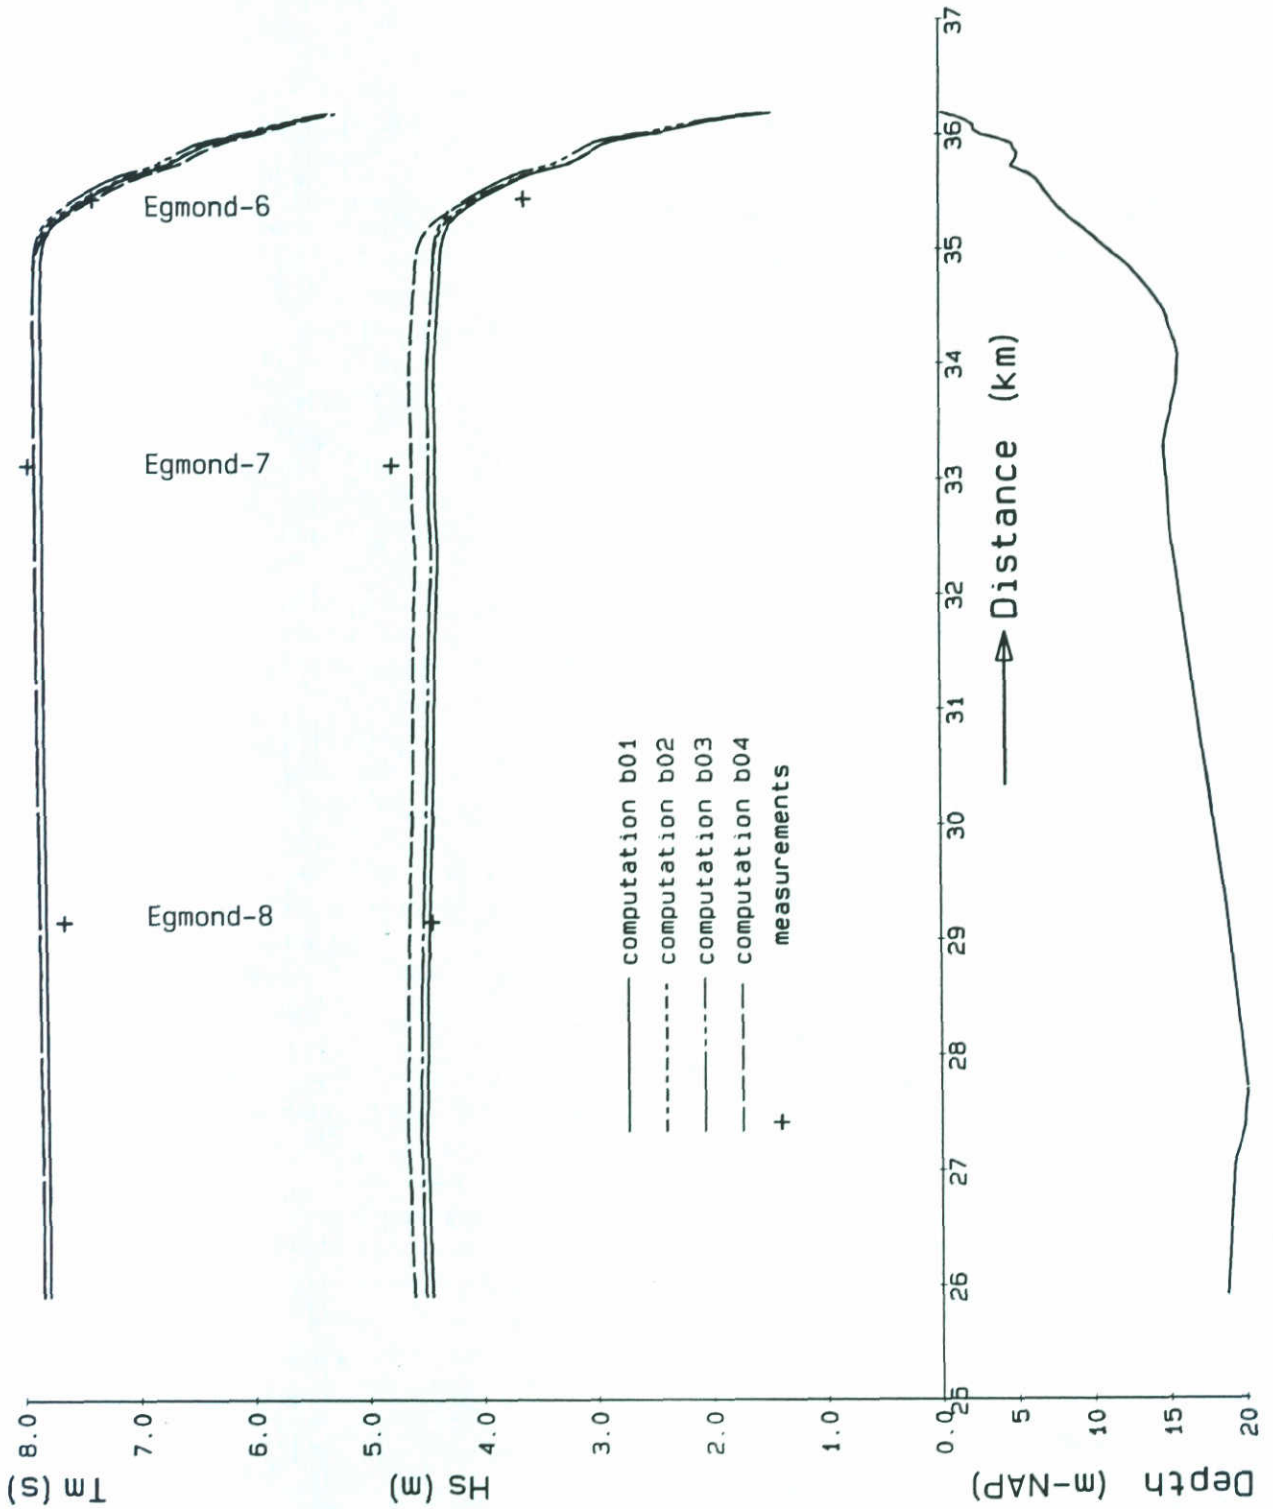 Tm (s)
8.0
7.0
6.0
Egmond-8
Egmond-7
Egmond-6
Hs (m)
5.0
4.0
3.0
2.0
1.0
0.0
computation b01
computation b02
computation b03
computation b04
+ measurements
25 26 27 28 29 30 31 32 33 34 35 36 37
Distance (km)
Depth (m-NAP)
5
10
15
20